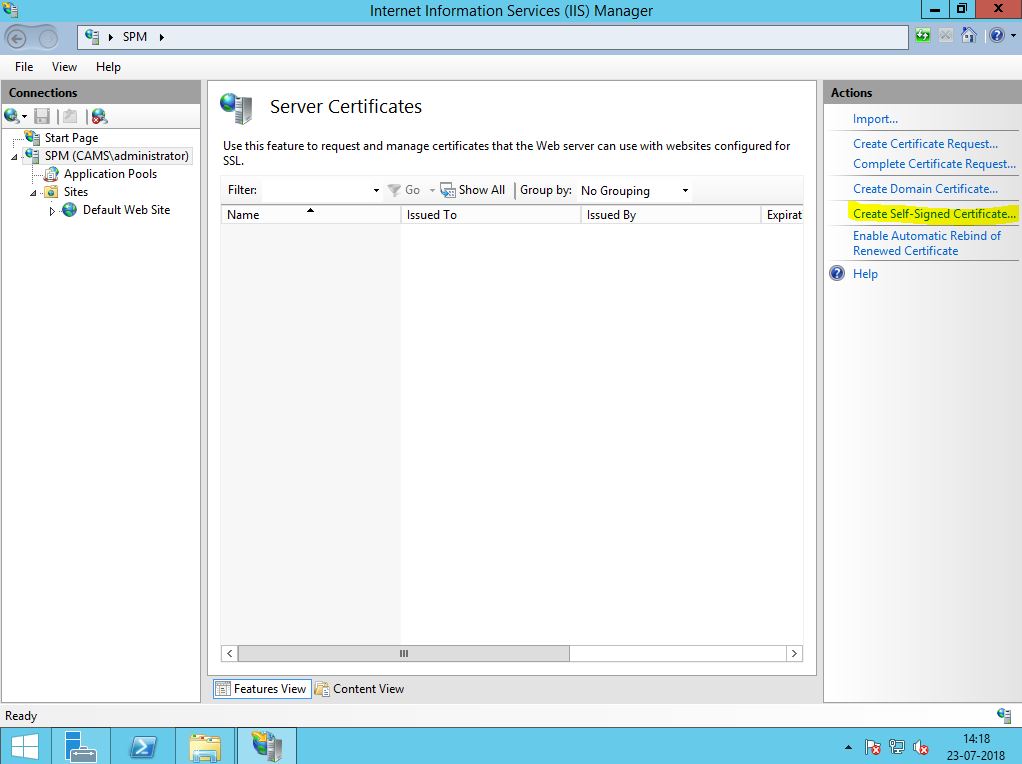 Internet Information Services (IIS) Manager
SPM
File View Help
Connections
Start Page
SPM (CAMS\administrator)
Application Pools
Sites
Default Web Site
Server Certificates
Use this feature to request and manage certificates that the Web server can use with websites configured for
SSL.
Filter: Go Show All Group by: No Grouping
Name Issued To Issued By Expirat
Features View Content View
Actions
Import...
Create Certificate Request...
Complete Certificate Request...
Create Domain Certificate...
Create Self-Signed Certificate...
Enable Automatic Rebind of
Renewed Certificate
Help
Ready
14:18
23-07-2018